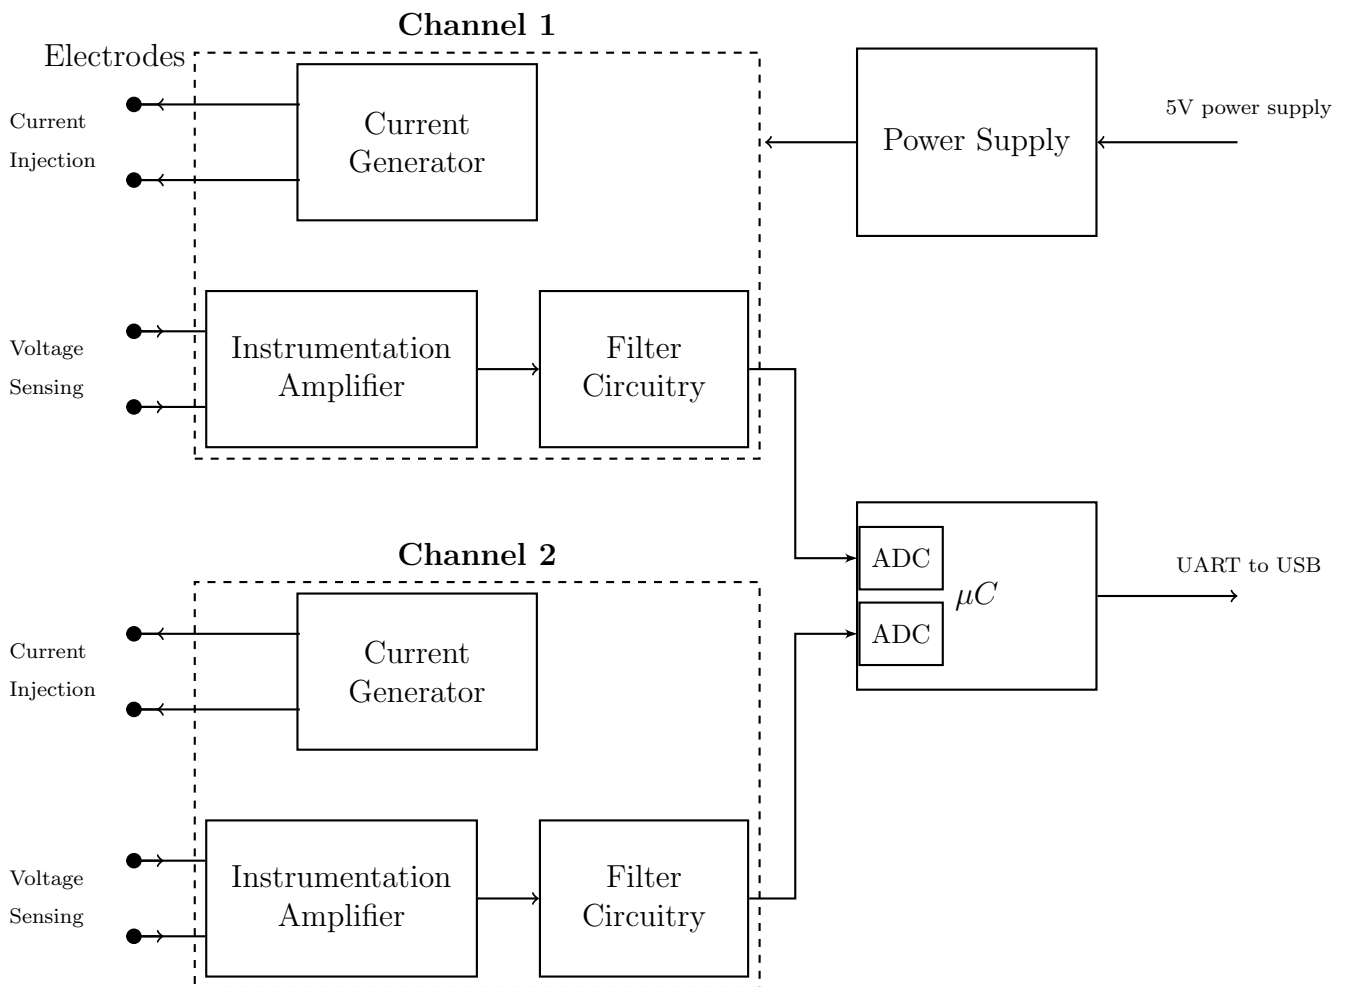 Channel 1
Electrodes
Current
Injection
Current
Generator
Power Supply
5V power supply
Voltage
Sensing
Instrumentation
Amplifier
Filter
Circuitry
Channel 2
Current
Injection
Current
Generator
ADC
μC
ADC
UART to USB
Voltage
Sensing
Instrumentation
Amplifier
Filter
Circuitry